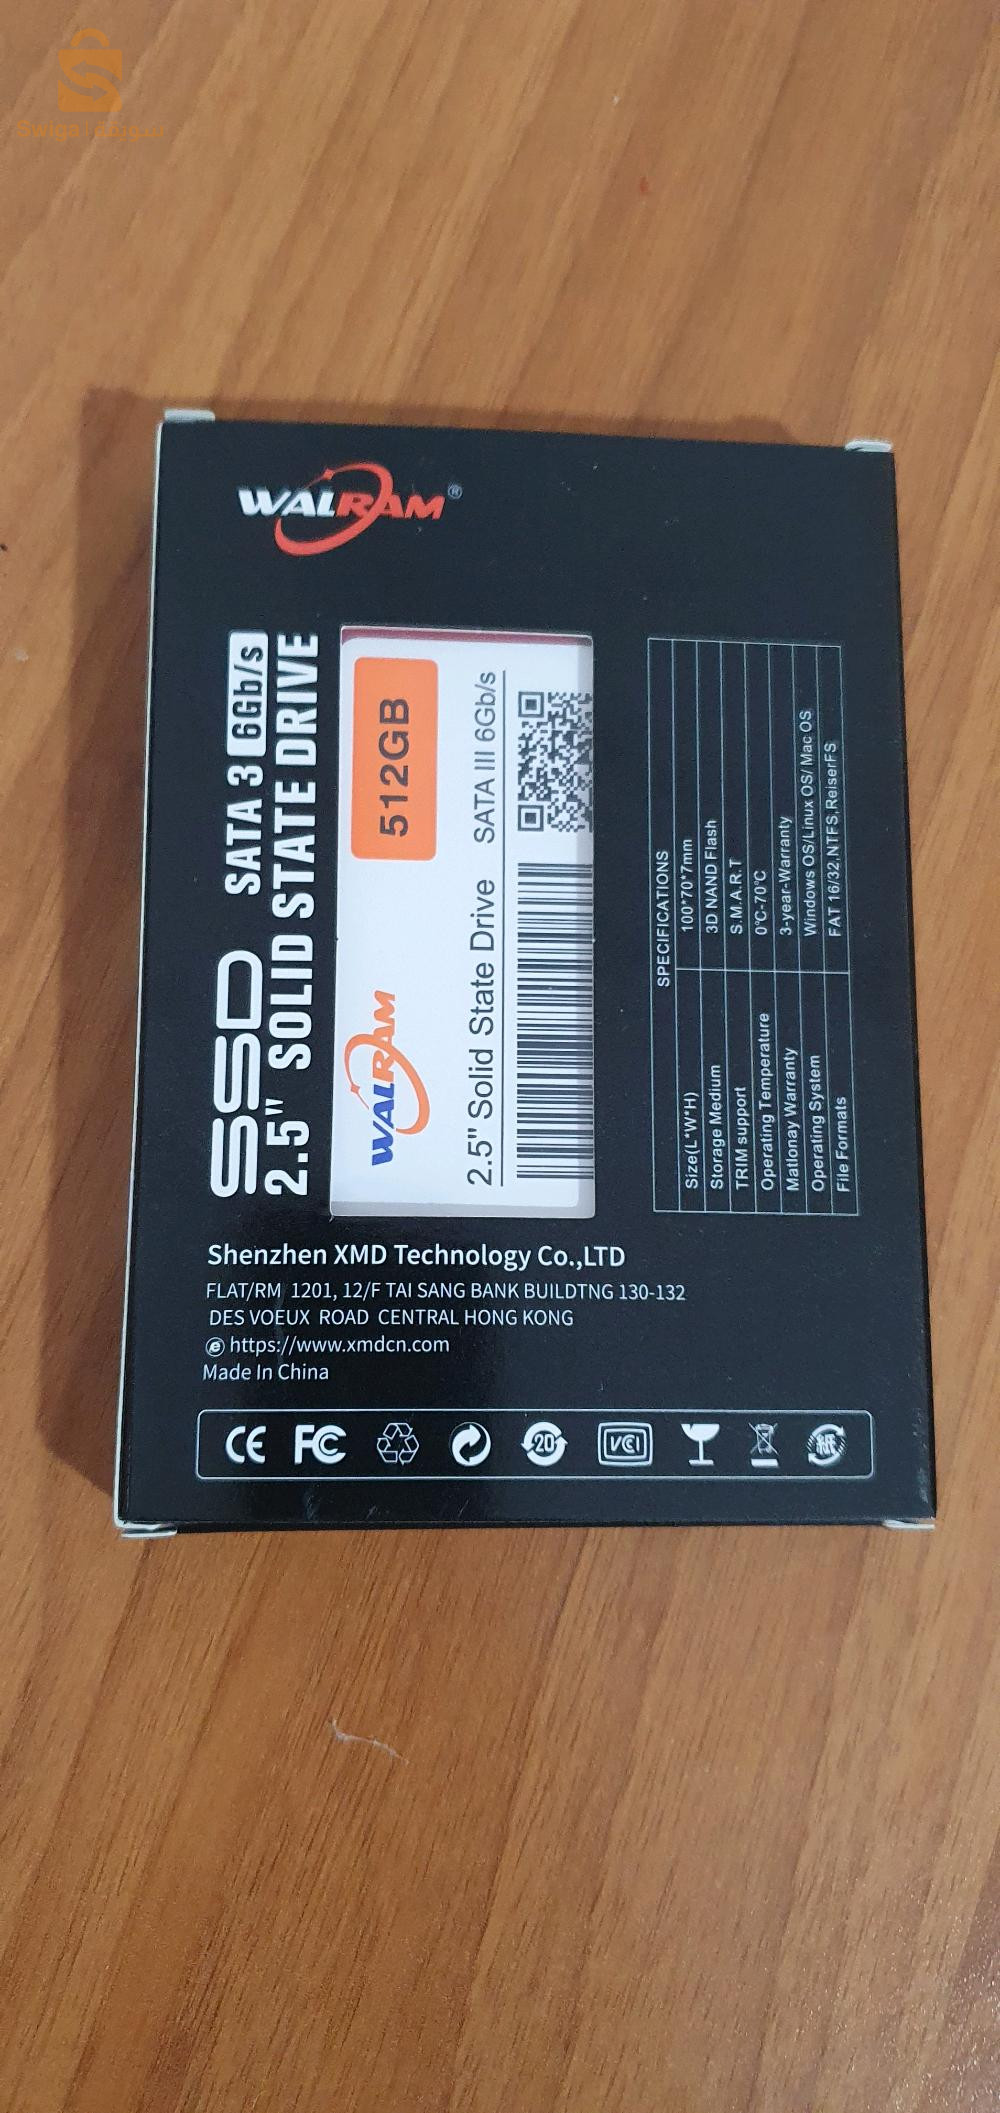 Swiqa سويقة
WALRAM®
SSD SATA 3 6Gb/s
2.5" SOLID STATE DRIVE
512GB
WALRAM
2.5" Solid State Drive SATA III 6Gb/s
SPECIFICATIONS
Size(L*W*H) 100*70*7mm
Storage Medium 3D NAND Flash
TRIM support S.M.A.R.T
Operating Temperature 0℃-70℃
Matlonay Warranty 3-year-Warranty
Operating System Windows OS/Linux OS/ Mac OS
File Formats FAT 16/32,NTFS,ReiserFS
Shenzhen XMD Technology Co.,LTD
FLAT/RM 1201, 12/F TAI SANG BANK BUILDTNG 130-132
DES VOEUX ROAD CENTRAL HONG KONG
https://www.xmdcn.com
Made In China
CE FC 20 VCI